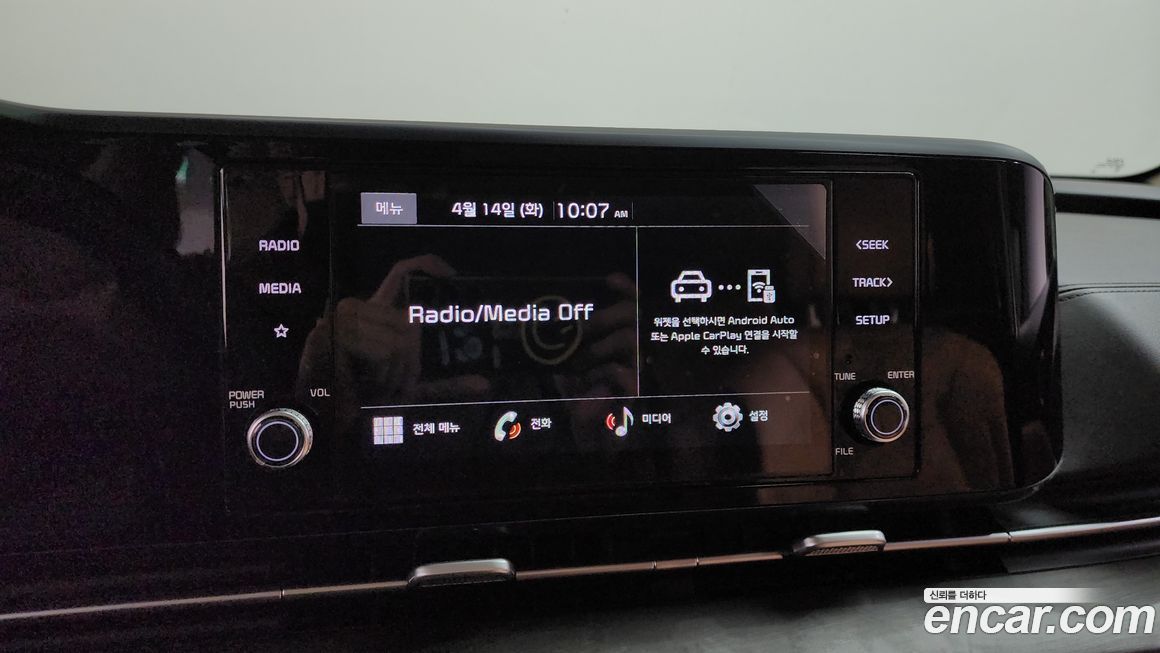 메뉴
4월 14일 (화) 10:07 AM
RADIO
MEDIA
Radio/Media Off
위젯을 선택하시면 Android Auto
또는 Apple CarPlay 연결을 시작할
수 있습니다.
<SEEK
TRACK>
SETUP
POWER
PUSH
VOL
전체 메뉴
전화
미디어
설정
TUNE
ENTER
FILE
신뢰를 더하다
encar.com